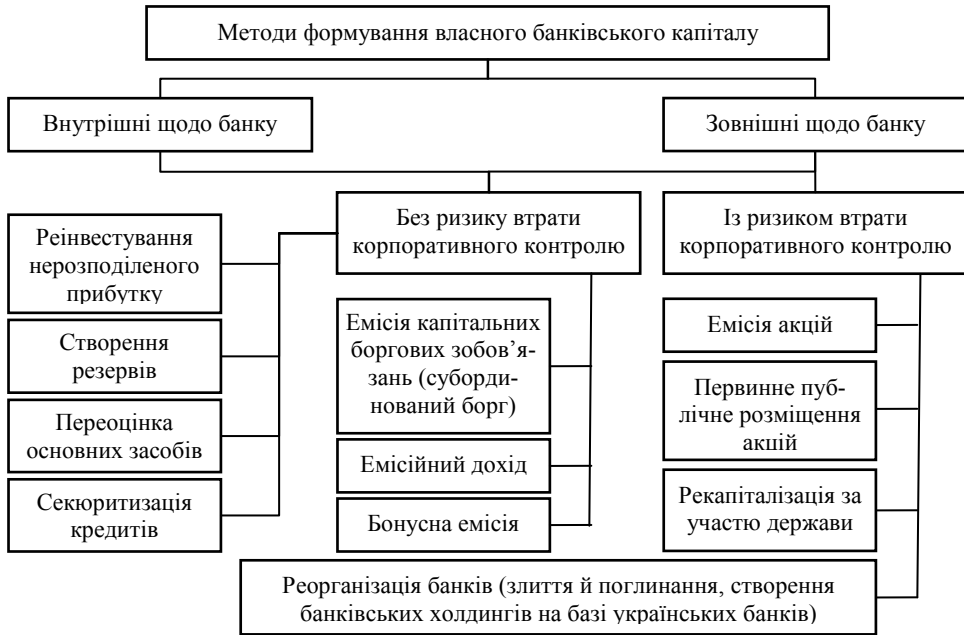 Методи формування власного банківського капіталу
Внутрішні щодо банку
Зовнішні щодо банку
Без ризику втрати
корпоративного контролю
Із ризиком втрати
корпоративного контролю
Реінвестування
нерозподіленого
прибутку
Створення
резервів
Переоцінка
основних засобів
Секюритизація
кредитів
Емісія капітальних
боргових зобов’я-
зань (суборди-
нований борг)
Емісійний дохід
Бонусна емісія
Емісія акцій
Первинне пуб-
лічне розміщення
акцій
Рекапіталізація за
участю держави
Реорганізація банків (злиття й поглинання, створення
банківських холдингів на базі українських банків)